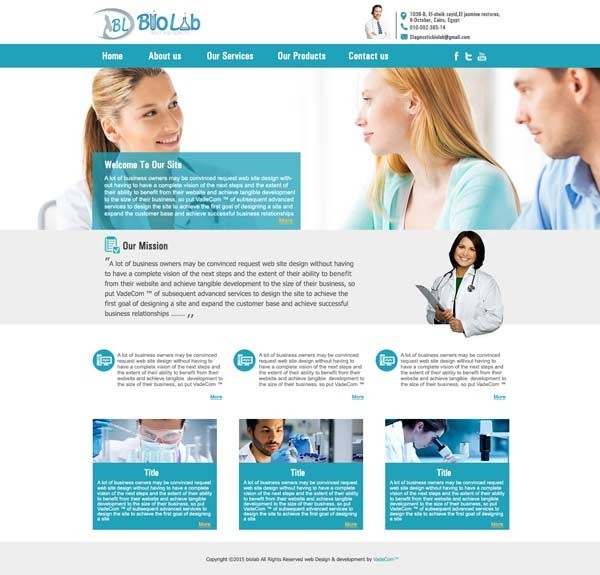 BL BIO LAB
1036-B, El-sheik sayid,El jasmine resturas,
6-October, Cairo, Egypt
010-002-365-14
Diagnosticbiolab@gmail.com
Home About us Our Services Our Products Contact us
Welcome To Our Site
A lot of business owners may be convinced request web site design with-
out having to have a complete vision of the next steps and the extent of
their ability to benefit from their website and achieve tangible development
to the size of their business, so put VadeCom ™ of subsequent advanced
services to design the site to achieve the first goal of designing a site and
expand the customer base and achieve successful business relationships
More
Our Mission
" A lot of business owners may be convinced request web site design without having
to have a complete vision of the next steps and the extent of their ability to benefit
from their website and achieve tangible development to the size of their business, so
put VadeCom ™ of subsequent advanced services to design the site to achieve the
first goal of designing a site and expand the customer base and achieve successful
business relationships ....... "
A lot of business owners may be convinced
request web site design without having to
have a complete vision of the next steps and
the extent of their ability to benefit from their
website and achieve tangible development to
the size of their business, so put VadeCom ™
More
A lot of business owners may be convinced
request web site design without having to
have a complete vision of the next steps and
the extent of their ability to benefit from their
website and achieve tangible development to
the size of their business, so put VadeCom ™
More
A lot of business owners may be convinced
request web site design without having to
have a complete vision of the next steps and
the extent of their ability to benefit from their
website and achieve tangible development to
the size of their business, so put VadeCom ™
More
Title
A lot of business owners may be convinced request
web site design without having to have a complete
vision of the next steps and the extent of their ability
to benefit from their website and achieve tangible
development to the size of their business, so put
VadeCom ™ of subsequent advanced services to
design the site to achieve the first goal of designing
a site
More
Title
A lot of business owners may be convinced request
web site design without having to have a complete
vision of the next steps and the extent of their ability
to benefit from their website and achieve tangible
development to the size of their business, so put
VadeCom ™ of subsequent advanced services to
design the site to achieve the first goal of designing
a site
More
Title
A lot of business owners may be convinced request
web site design without having to have a complete
vision of the next steps and the extent of their ability
to benefit from their website and achieve tangible
development to the size of their business, so put
VadeCom ™ of subsequent advanced services to
design the site to achieve the first goal of designing
a site
More
Copyright ©2015 biolab All Rights Reserved web Design & development by VadeCom™